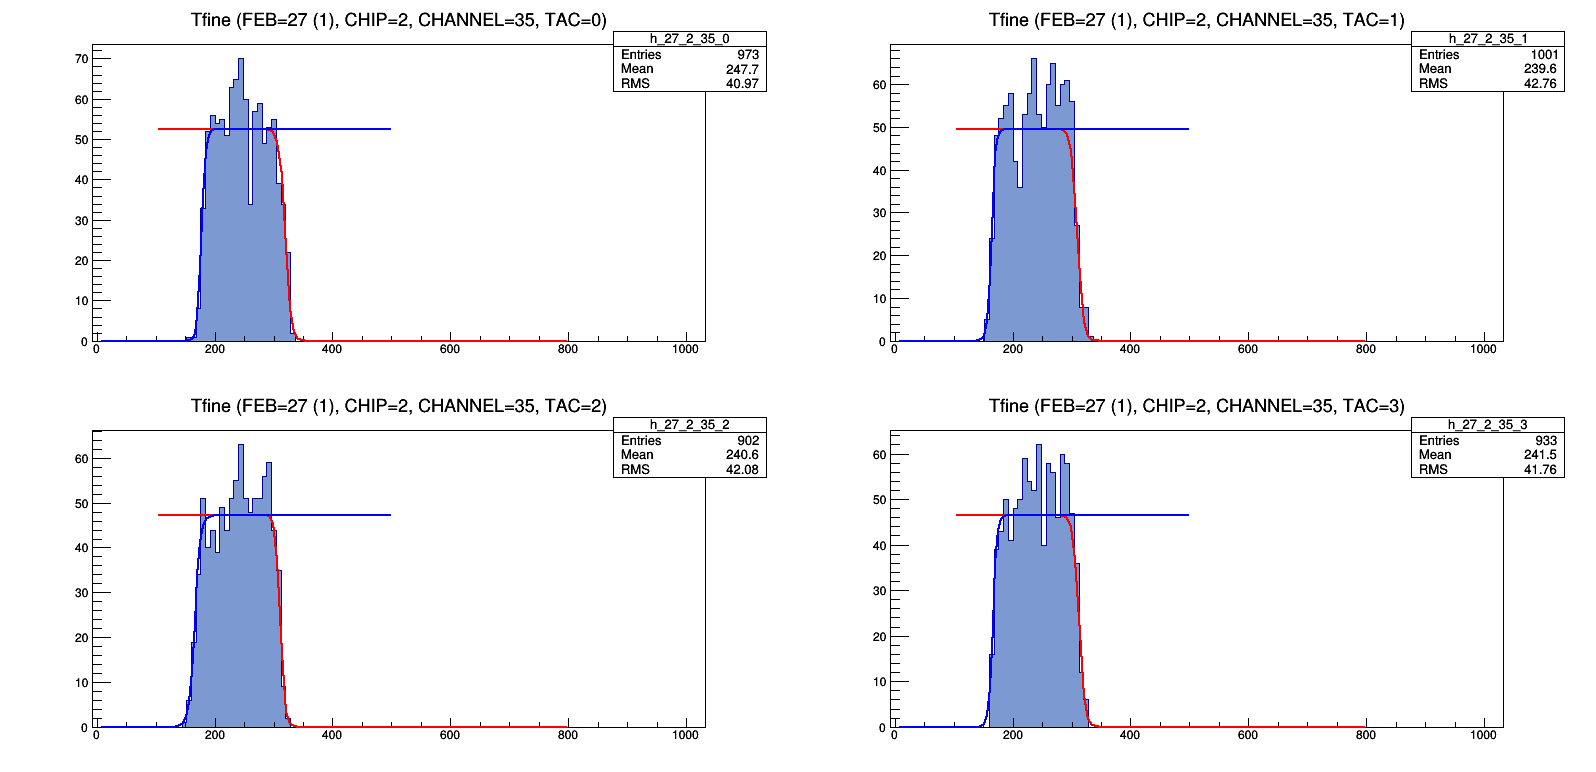 Tfine (FEB=27 (1), CHIP=2, CHANNEL=35, TAC=0)
h_27_2_35_0
Entries 973
Mean 247.7
RMS 40.97
70
60
50
40
30
20
10
0
0 200 400 600 800 1000
Tfine (FEB=27 (1), CHIP=2, CHANNEL=35, TAC=1)
h_27_2_35_1
Entries 1001
Mean 239.6
RMS 42.76
60
50
40
30
20
10
0
0 200 400 600 800 1000
Tfine (FEB=27 (1), CHIP=2, CHANNEL=35, TAC=2)
h_27_2_35_2
Entries 902
Mean 240.6
RMS 42.08
60
50
40
30
20
10
0
0 200 400 600 800 1000
Tfine (FEB=27 (1), CHIP=2, CHANNEL=35, TAC=3)
h_27_2_35_3
Entries 933
Mean 241.5
RMS 41.76
60
50
40
30
20
10
0
0 200 400 600 800 1000